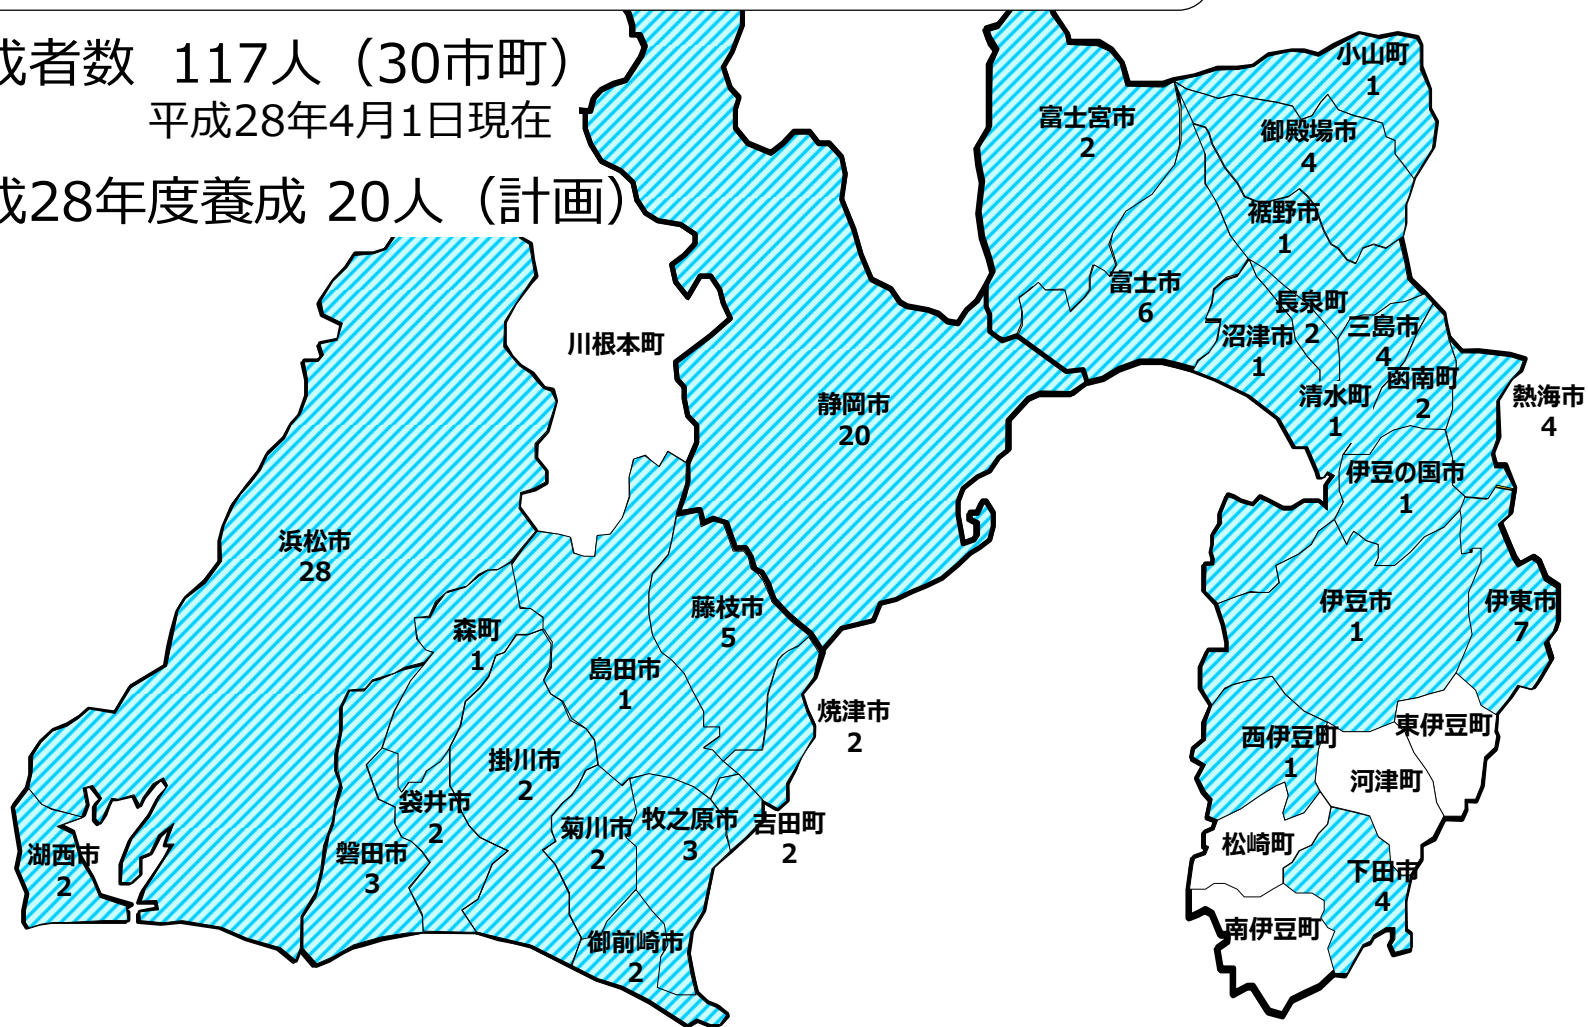 成者数 117人（30市町）
平成28年4月1日現在
成28年度養成 20人（計画）
小山町
1
富士宮市
2
御殿場市
4
裾野市
1
富士市
6
長泉町
2
三島市
4
沼津市
1
函南町
2
清水町
1
熱海市
4
川根本町
静岡市
20
伊豆の国市
1
浜松市
28
伊豆市
1
伊東市
7
藤枝市
5
森町
1
島田市
1
焼津市
2
東伊豆町
西伊豆町
1
河津町
掛川市
2
袋井市
2
菊川市
2
牧之原市
3
吉田町
2
松崎町
湖西市
2
磐田市
3
下田市
4
南伊豆町
御前崎市
2